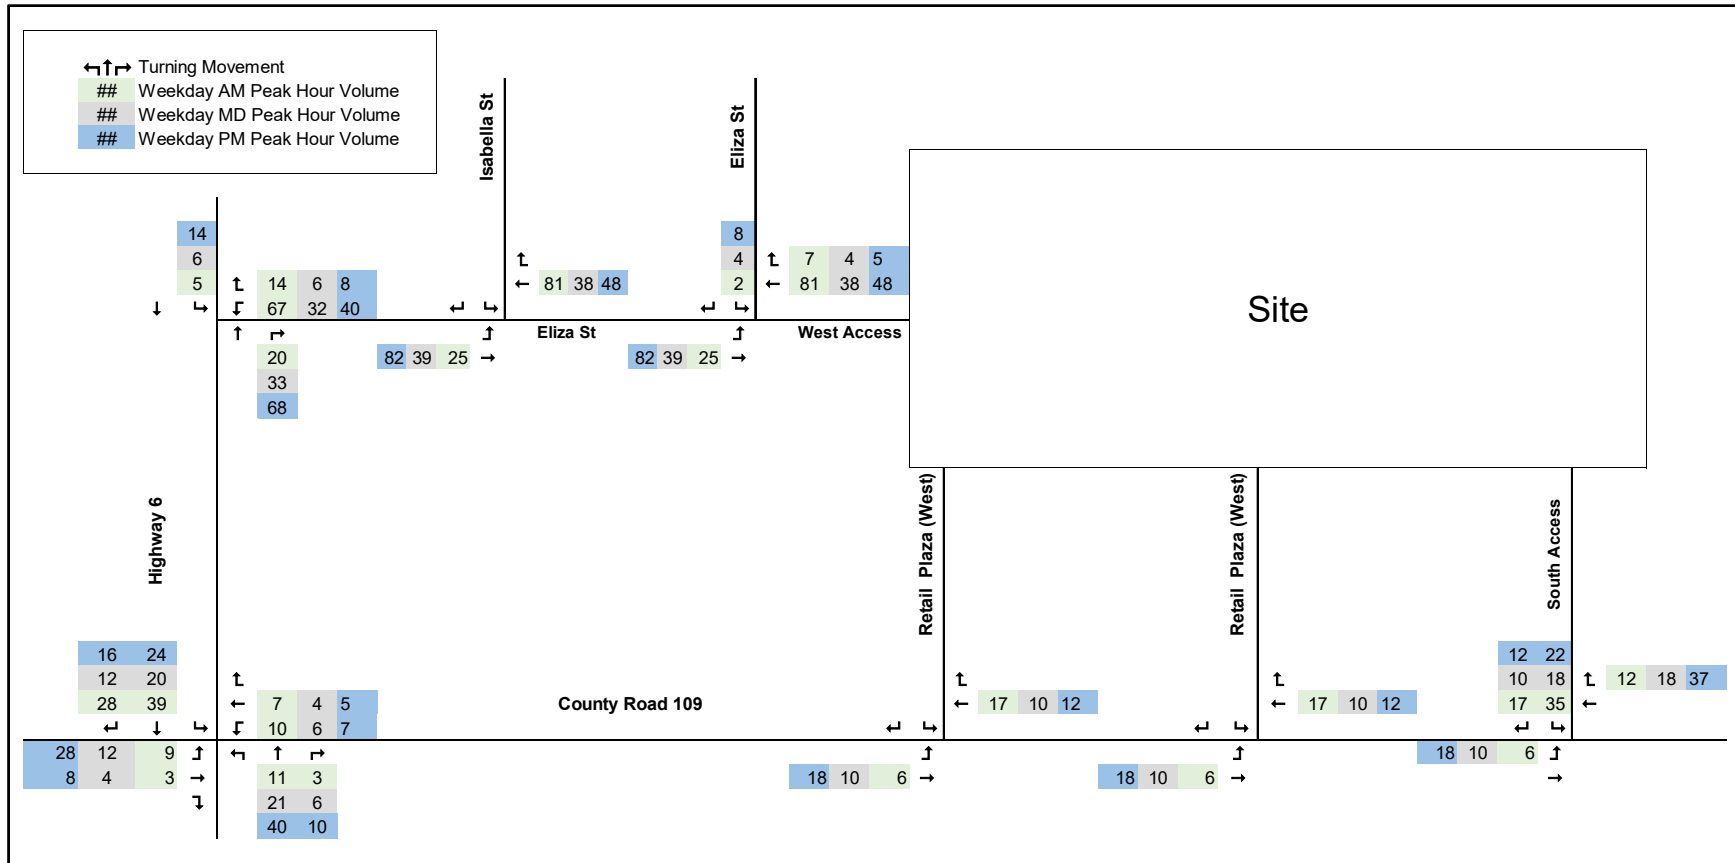 Turning Movement
## Weekday AM Peak Hour Volume
## Weekday MD Peak Hour Volume
## Weekday PM Peak Hour Volume
Isabella St
Eliza St
14
6
5
14 6 8
67 32 40
20
33
68
81 38 48
82 39 25
Eliza St
8
4
2
7 4 5
81 38 48
82 39 25
West Access
Site
Highway 6
Retail Plaza (West)
Retail Plaza (West)
South Access
16 24
12 20
28 39
7 4 5
10 6 7
County Road 109
28 12 9
8 4 3
11 3
21 6
40 10
17 10 12
18 10 6
17 10 12
18 10 6
12 22
10 18
17 35
12 18 37
18 10 6